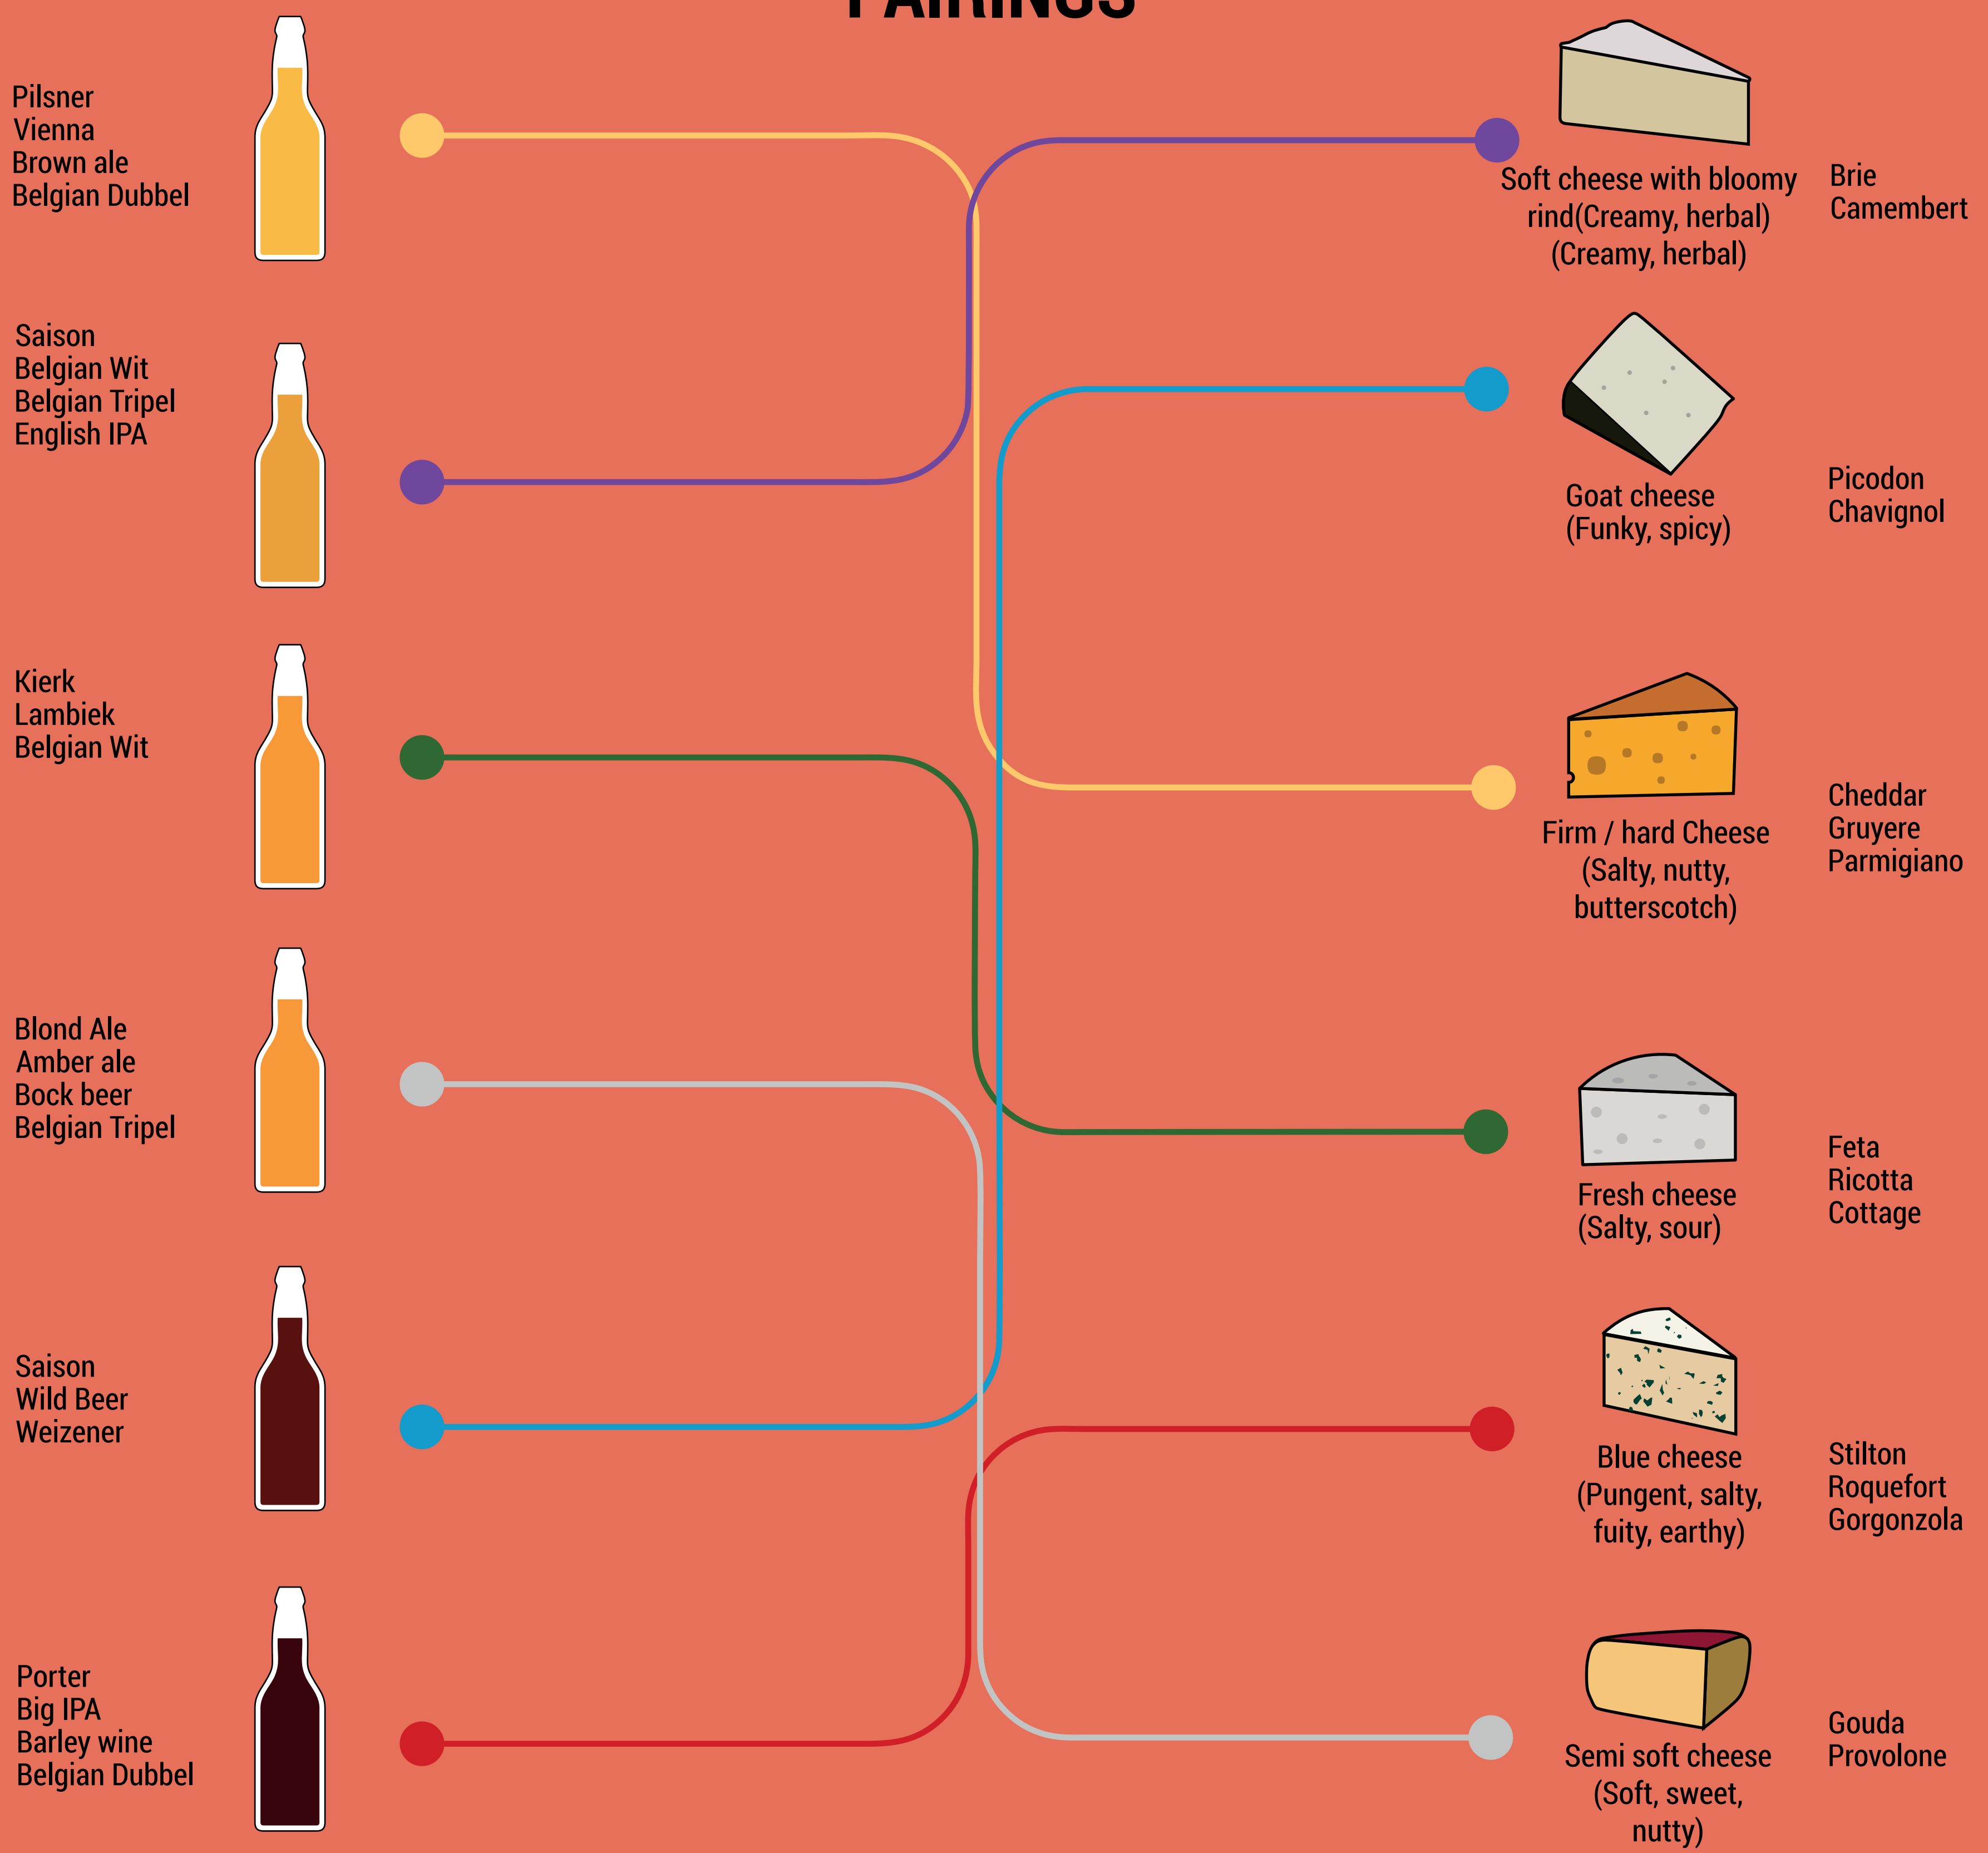 PAIRINGS
Pilsner
Vienna
Brown ale
Belgian Dubbel
Soft cheese with bloomy
rind(Creamy, herbal)
(Creamy, herbal)
Brie
Camembert
Saison
Belgian Wit
Belgian Tripel
English IPA
Goat cheese
(Funky, spicy)
Picodon
Chavignol
Kierk
Lambiek
Belgian Wit
Firm / hard Cheese
(Salty, nutty,
butterscotch)
Cheddar
Gruyere
Parmigiano
Blond Ale
Amber ale
Bock beer
Belgian Tripel
Fresh cheese
(Salty, sour)
Feta
Ricotta
Cottage
Saison
Wild Beer
Weizener
Blue cheese
(Pungent, salty,
fuity, earthy)
Stilton
Roquefort
Gorgonzola
Porter
Big IPA
Barley wine
Belgian Dubbel
Semi soft cheese
(Soft, sweet,
nutty)
Gouda
Provolone